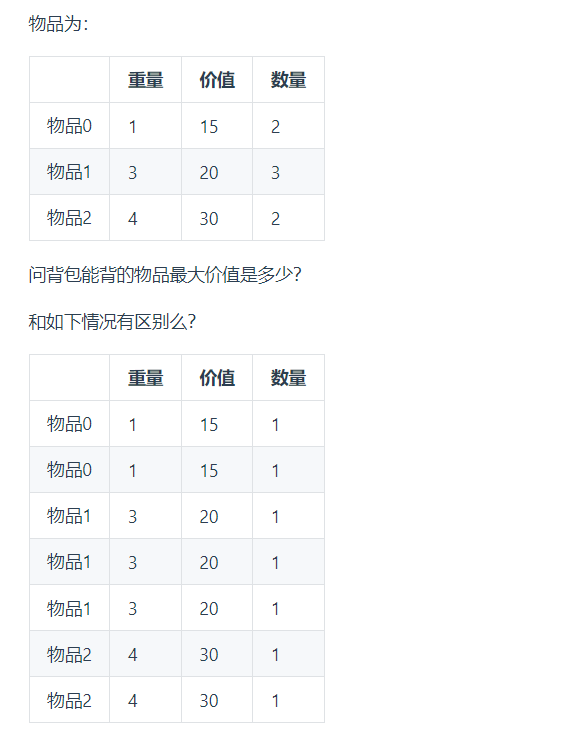 物品为：
重量 价值 数量
物品0 1 15 2
物品1 3 20 3
物品2 4 30 2
问背包能背的物品最大价值是多少？
和如下情况有区别么？
重量 价值 数量
物品0 1 15 1
物品0 1 15 1
物品1 3 20 1
物品1 3 20 1
物品1 3 20 1
物品2 4 30 1
物品2 4 30 1